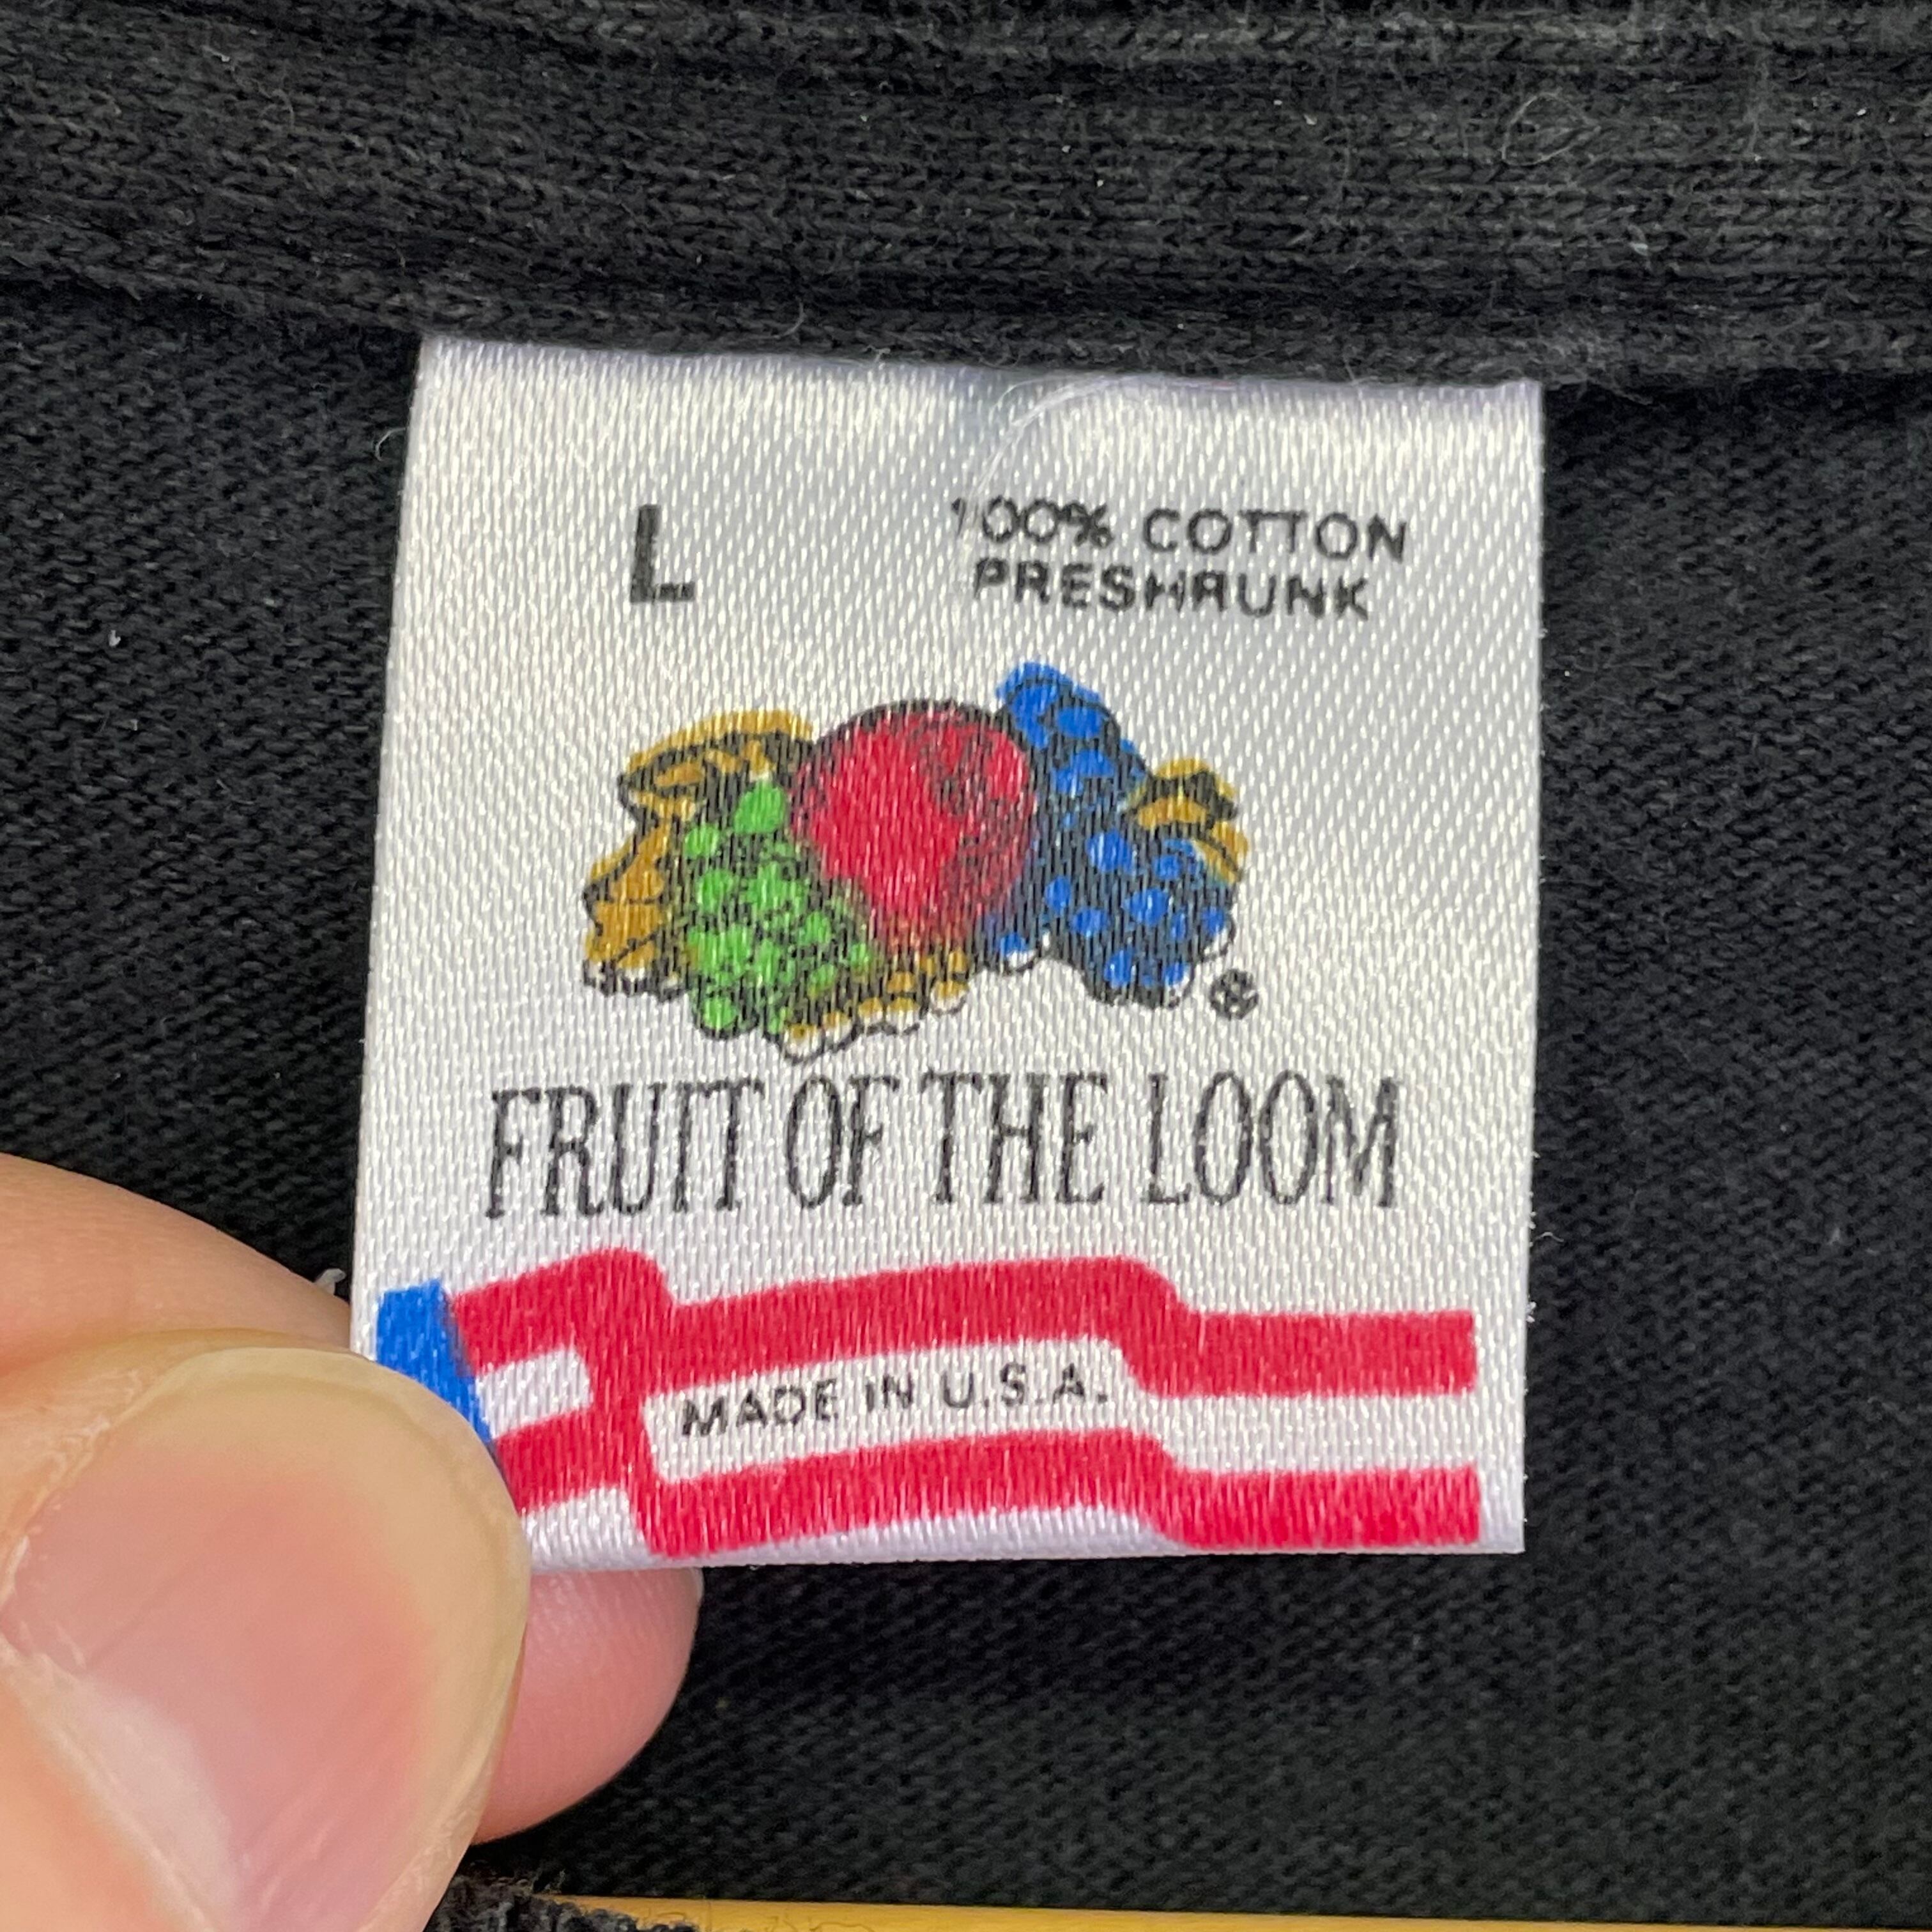 L
100% COTTON
PRESHRUNK
®
FRUIT OF THE LOOM
MADE IN U.S.A.